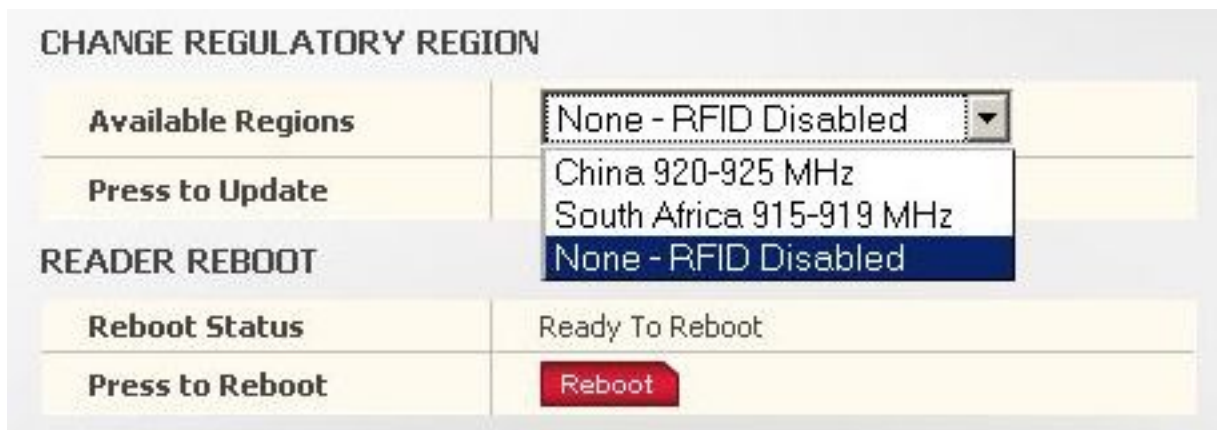 CHANGE REGULATORY REGION
Available Regions None - RFID Disabled
China 920-925 MHz
Press to Update
South Africa 915-919 MHz
None - RFID Disabled
READER REBOOT
Reboot Status Ready To Reboot
Press to Reboot Reboot